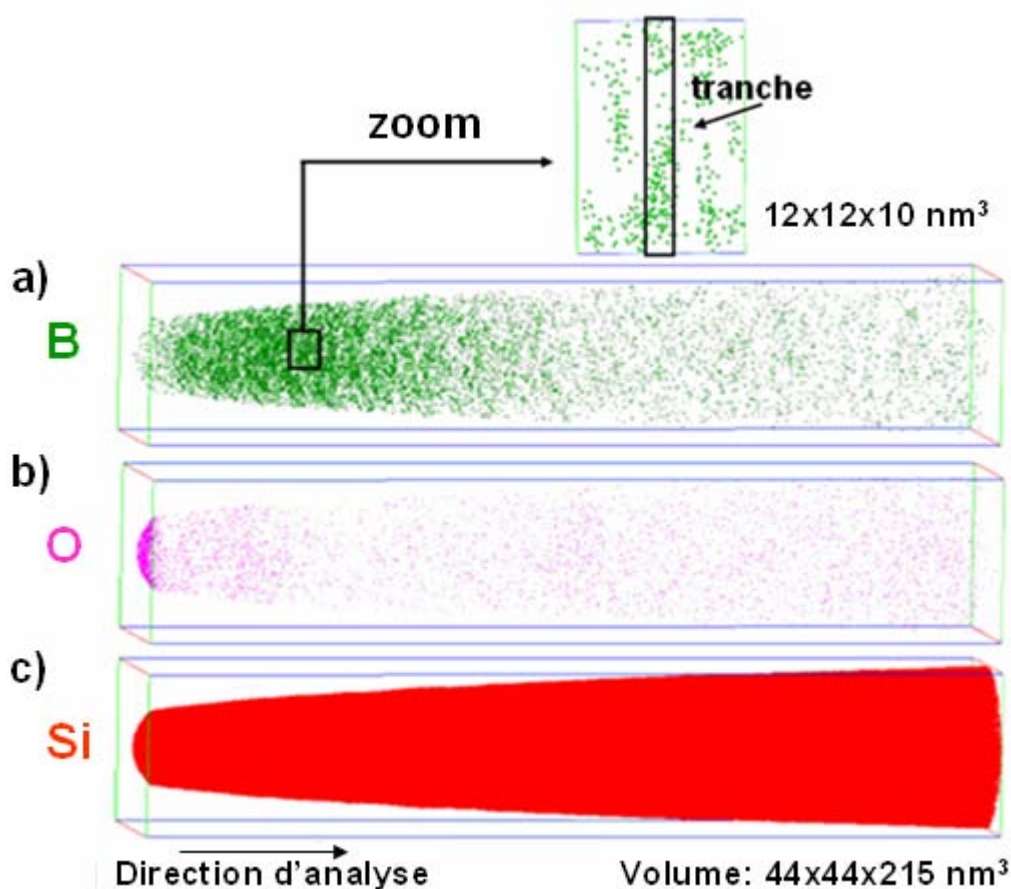 tranche
zoom
12x12x10 nm³
a)
B
b)
O
c)
Si
Direction d'analyse
Volume: 44x44x215 nm³